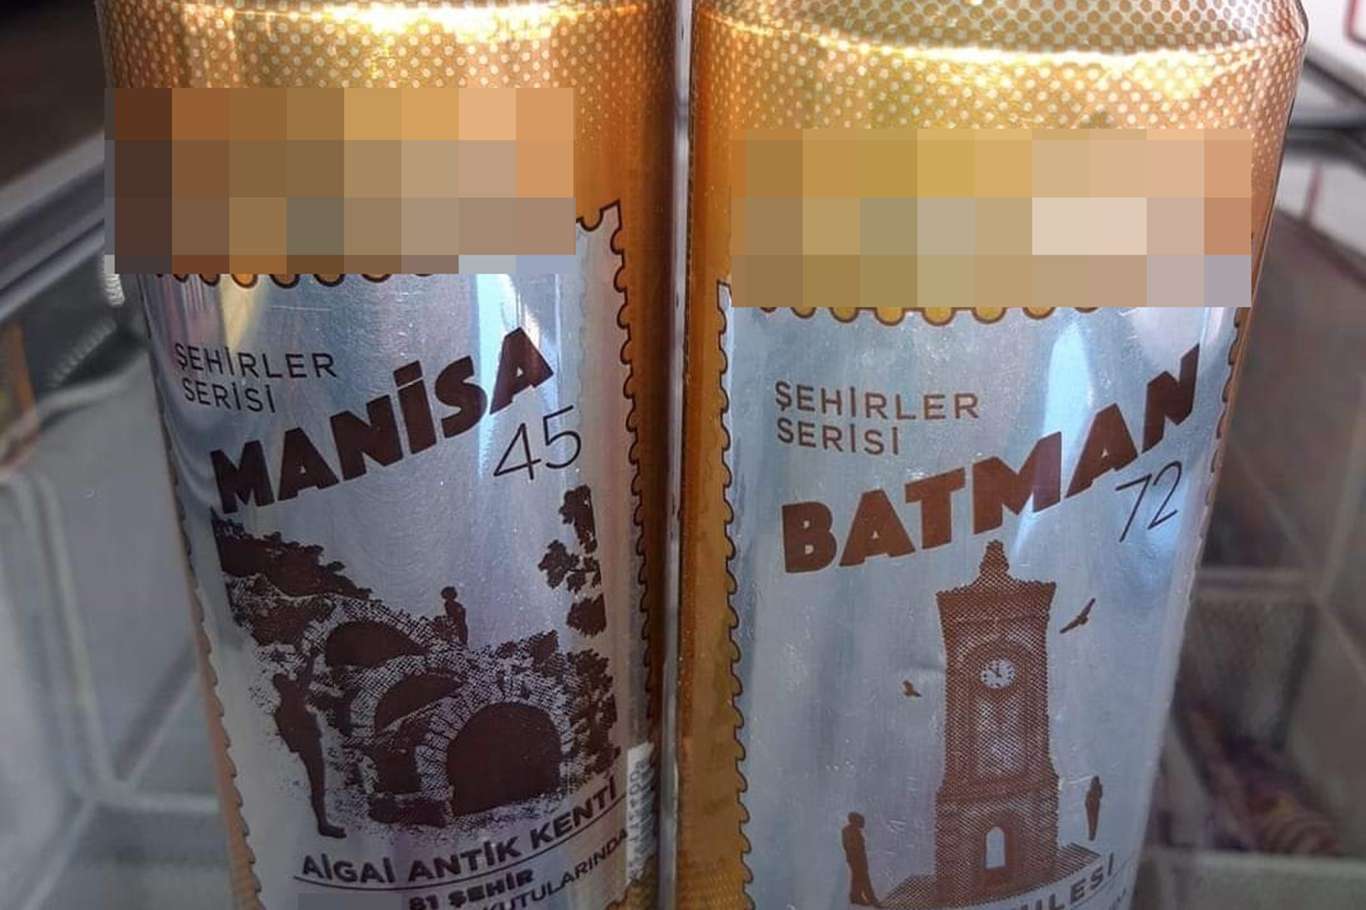 ŞEHİRLER
SERİSİ
MANİSA
45
AİGAİ ANTİK KENTİ
81 ŞEHİR
KUTULARINDA
ŞEHİRLER
SERİSİ
BATMAN
72